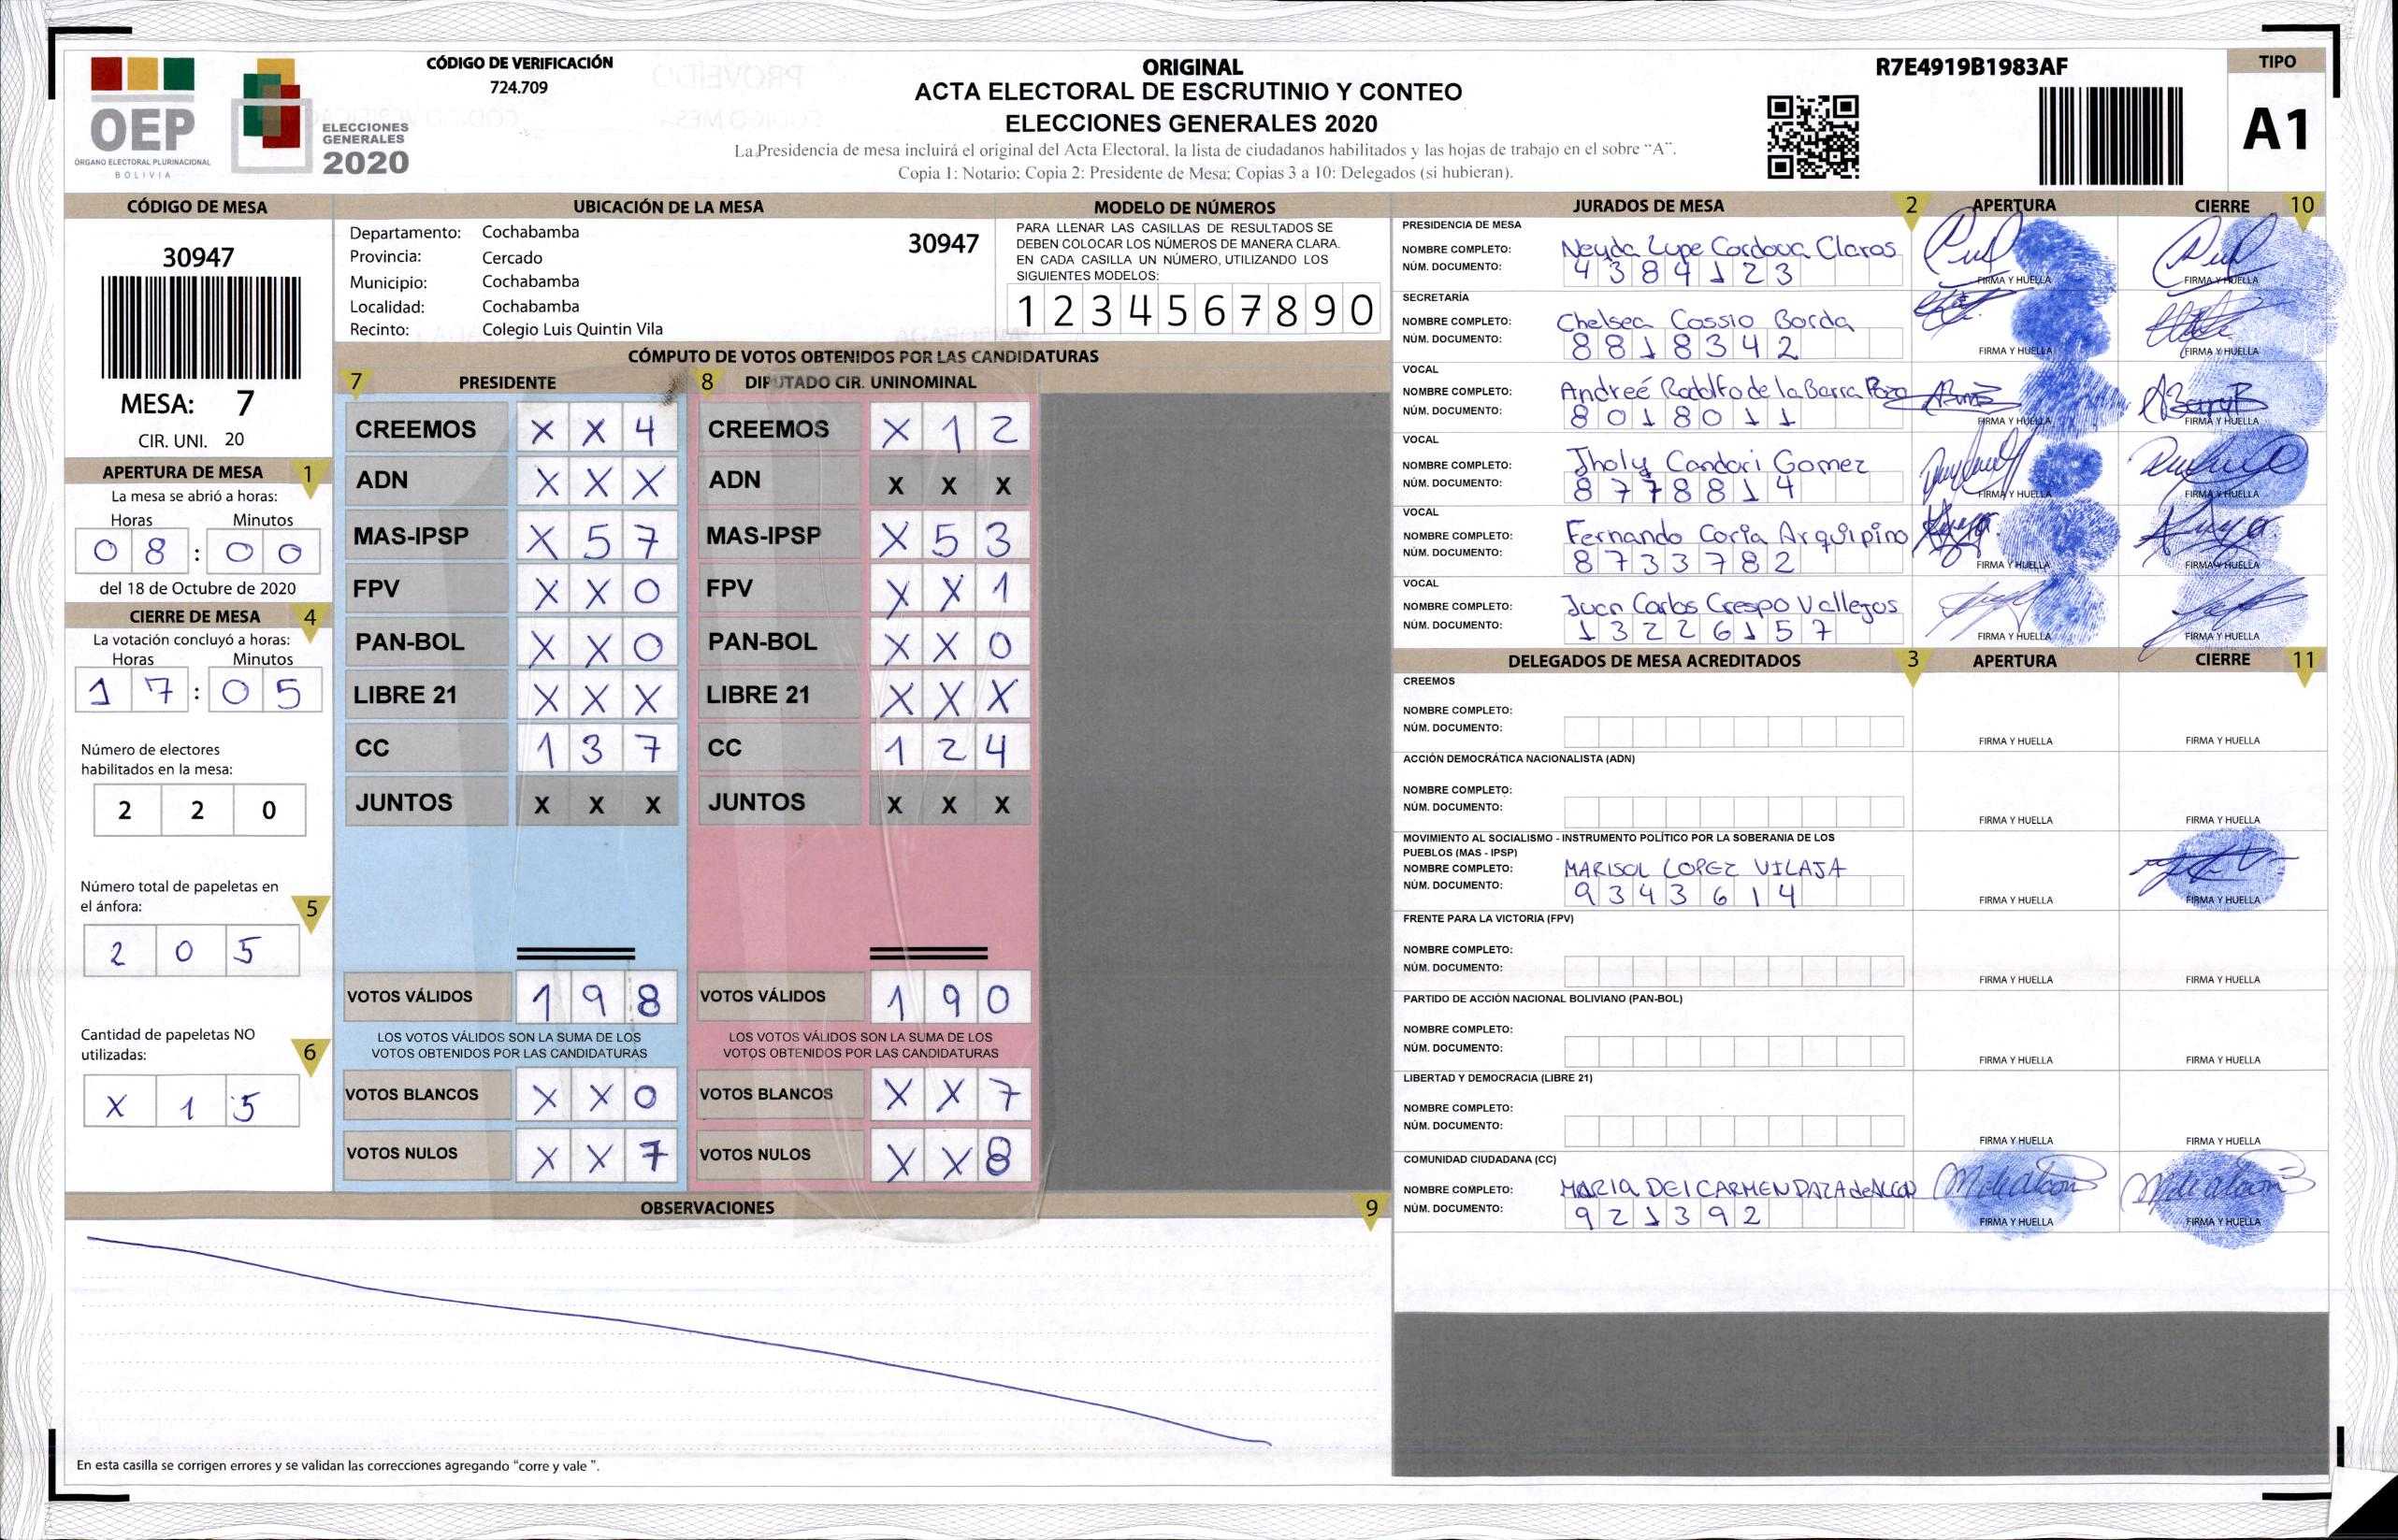 CÓDIGO DE VERIFICACIÓN
724.709
ORIGINAL
ACTA ELECTORAL DE ESCRUTINIO Y CONTEO
ELECCIONES GENERALES 2020
La Presidencia de mesa incluirá el original del Acta Electoral, la lista de ciudadanos habilitados y las hojas de trabajo en el sobre “A”.
Copia 1: Notario; Copia 2: Presidente de Mesa; Copias 3 a 10: Delegados (si hubieran).
R7E4919B1983AF
TIPO
A1
OEP
ÓRGANO ELECTORAL PLURINACIONAL
BOLIVIA
ELECCIONES
GENERALES
2020
CÓDIGO DE MESA
30947
MESA: 7
CIR. UNI. 20
APERTURA DE MESA 1
La mesa se abrió a horas:
Horas Minutos
0 8 : 0 0
del 18 de Octubre de 2020
CIERRE DE MESA 4
La votación concluyó a horas:
Horas Minutos
1 7 : 0 5
Número de electores
habilitados en la mesa:
2 2 0
Número total de papeletas en
el ánfora: 5
2 0 5
Cantidad de papeletas NO
utilizadas: 6
X 1 5
UBICACIÓN DE LA MESA
Departamento: Cochabamba
30947
Provincia: Cercado
Municipio: Cochabamba
Localidad: Cochabamba
Recinto: Colegio Luis Quintin Vila
MODELO DE NÚMEROS
PARA LLENAR LAS CASILLAS DE RESULTADOS SE
DEBEN COLOCAR LOS NÚMEROS DE MANERA CLARA.
EN CADA CASILLA UN NÚMERO, UTILIZANDO LOS
SIGUIENTES MODELOS:
1 2 3 4 5 6 7 8 9 0
CÓMPUTO DE VOTOS OBTENIDOS POR LAS CANDIDATURAS
7 PRESIDENTE 8 DIPUTADO CIR. UNINOMINAL
CREEMOS X X 4 CREEMOS X 1 2
ADN X X X ADN X X X
MAS-IPSP X 5 7 MAS-IPSP X 5 3
FPV X X 0 FPV X X 1
PAN-BOL X X 0 PAN-BOL X X 0
LIBRE 21 X X X LIBRE 21 X X X
CC 1 3 7 CC 1 2 4
JUNTOS X X X JUNTOS X X X
VOTOS VÁLIDOS 1 9 8 VOTOS VÁLIDOS 1 9 0
LOS VOTOS VÁLIDOS SON LA SUMA DE LOS LOS VOTOS VÁLIDOS SON LA SUMA DE LOS
VOTOS OBTENIDOS POR LAS CANDIDATURAS VOTOS OBTENIDOS POR LAS CANDIDATURAS
VOTOS BLANCOS X X 0 VOTOS BLANCOS X X 7
VOTOS NULOS X X 7 VOTOS NULOS X X 8
OBSERVACIONES 9
En esta casilla se corrigen errores y se validan las correcciones agregando “corre y vale ”.
JURADOS DE MESA 2 APERTURA CIERRE 10
PRESIDENCIA DE MESA
NOMBRE COMPLETO: Neyda Lupe Cordova Claros
NÚM. DOCUMENTO: 4384123
FIRMA Y HUELLA FIRMA Y HUELLA
SECRETARÍA
NOMBRE COMPLETO: Chelsea Cossio Borda
NÚM. DOCUMENTO: 8818342
FIRMA Y HUELLA FIRMA Y HUELLA
VOCAL
NOMBRE COMPLETO: Andreé Rodolfo de la Barra Pozo
NÚM. DOCUMENTO: 8018011
FIRMA Y HUELLA FIRMA Y HUELLA
VOCAL
NOMBRE COMPLETO: Jholy Condori Gomez
NÚM. DOCUMENTO: 8778814
FIRMA Y HUELLA FIRMA Y HUELLA
VOCAL
NOMBRE COMPLETO: Fernando Coria Arquipino
NÚM. DOCUMENTO: 8733782
FIRMA Y HUELLA FIRMA Y HUELLA
VOCAL
NOMBRE COMPLETO: Juan Carlos Crespo Vallejos
NÚM. DOCUMENTO: 13226157
FIRMA Y HUELLA FIRMA Y HUELLA
DELEGADOS DE MESA ACREDITADOS 3 APERTURA CIERRE 11
CREEMOS
NOMBRE COMPLETO:
NÚM. DOCUMENTO:
FIRMA Y HUELLA FIRMA Y HUELLA
ACCIÓN DEMOCRÁTICA NACIONALISTA (ADN)
NOMBRE COMPLETO:
NÚM. DOCUMENTO:
FIRMA Y HUELLA FIRMA Y HUELLA
MOVIMIENTO AL SOCIALISMO - INSTRUMENTO POLÍTICO POR LA SOBERANIA DE LOS
PUEBLOS (MAS - IPSP)
NOMBRE COMPLETO: MARISOL LOPEZ VILAJA
NÚM. DOCUMENTO: 9343614
FIRMA Y HUELLA FIRMA Y HUELLA
FRENTE PARA LA VICTORIA (FPV)
NOMBRE COMPLETO:
NÚM. DOCUMENTO:
FIRMA Y HUELLA FIRMA Y HUELLA
PARTIDO DE ACCIÓN NACIONAL BOLIVIANO (PAN-BOL)
NOMBRE COMPLETO:
NÚM. DOCUMENTO:
FIRMA Y HUELLA FIRMA Y HUELLA
LIBERTAD Y DEMOCRACIA (LIBRE 21)
NOMBRE COMPLETO:
NÚM. DOCUMENTO:
FIRMA Y HUELLA FIRMA Y HUELLA
COMUNIDAD CIUDADANA (CC)
NOMBRE COMPLETO: MARIA DEl CARMEN DAZA de
NÚM. DOCUMENTO: 921392
FIRMA Y HUELLA FIRMA Y HUELLA